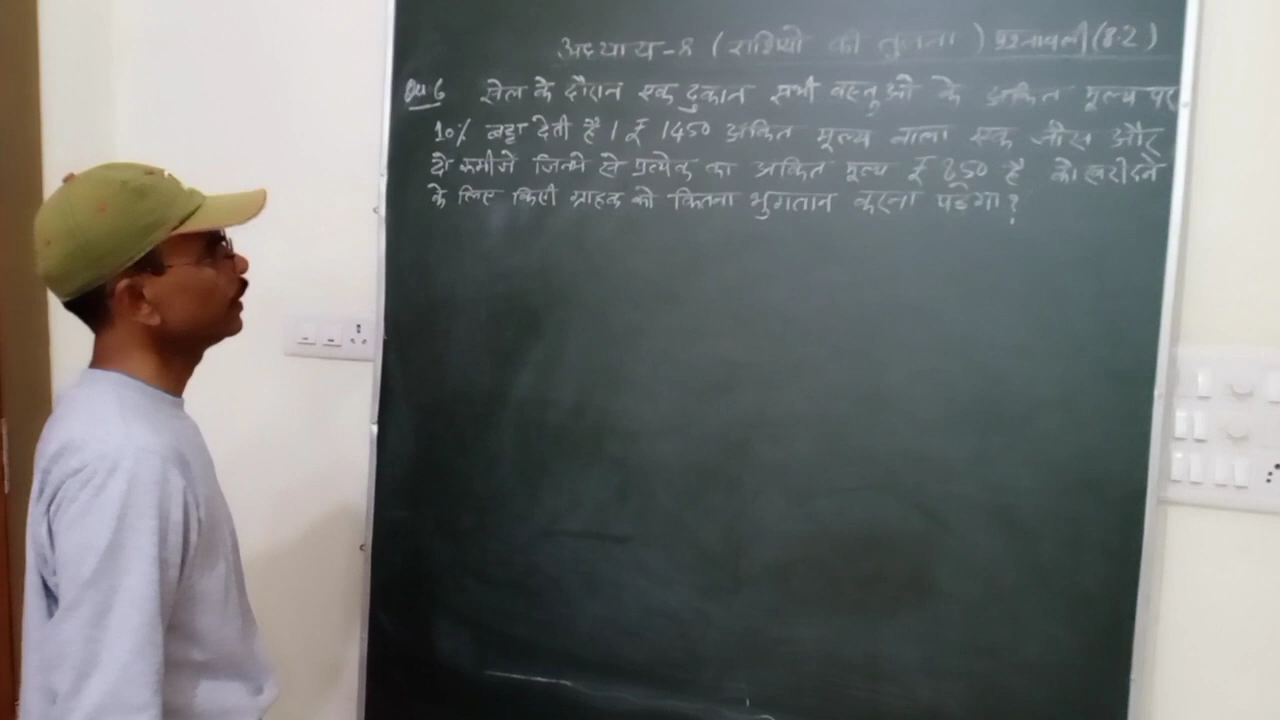 अध्याय-8 (राशियो की तुलना) प्रश्नावली(8.2)
Qu 6 सेल के दौरान एक दुकान सभी वस्तुओ के अंकित मूल्य पर
10% बट्टा देती है। ₹ 1450 अंकित मूल्य वाला एक जींस और
दो कमीजे जिनमे से प्रत्येक का अंकित मूल्य ₹ 850 है को खरीदने
के लिए किसी ग्राहक को कितना भुगतान करना पड़ेगा?